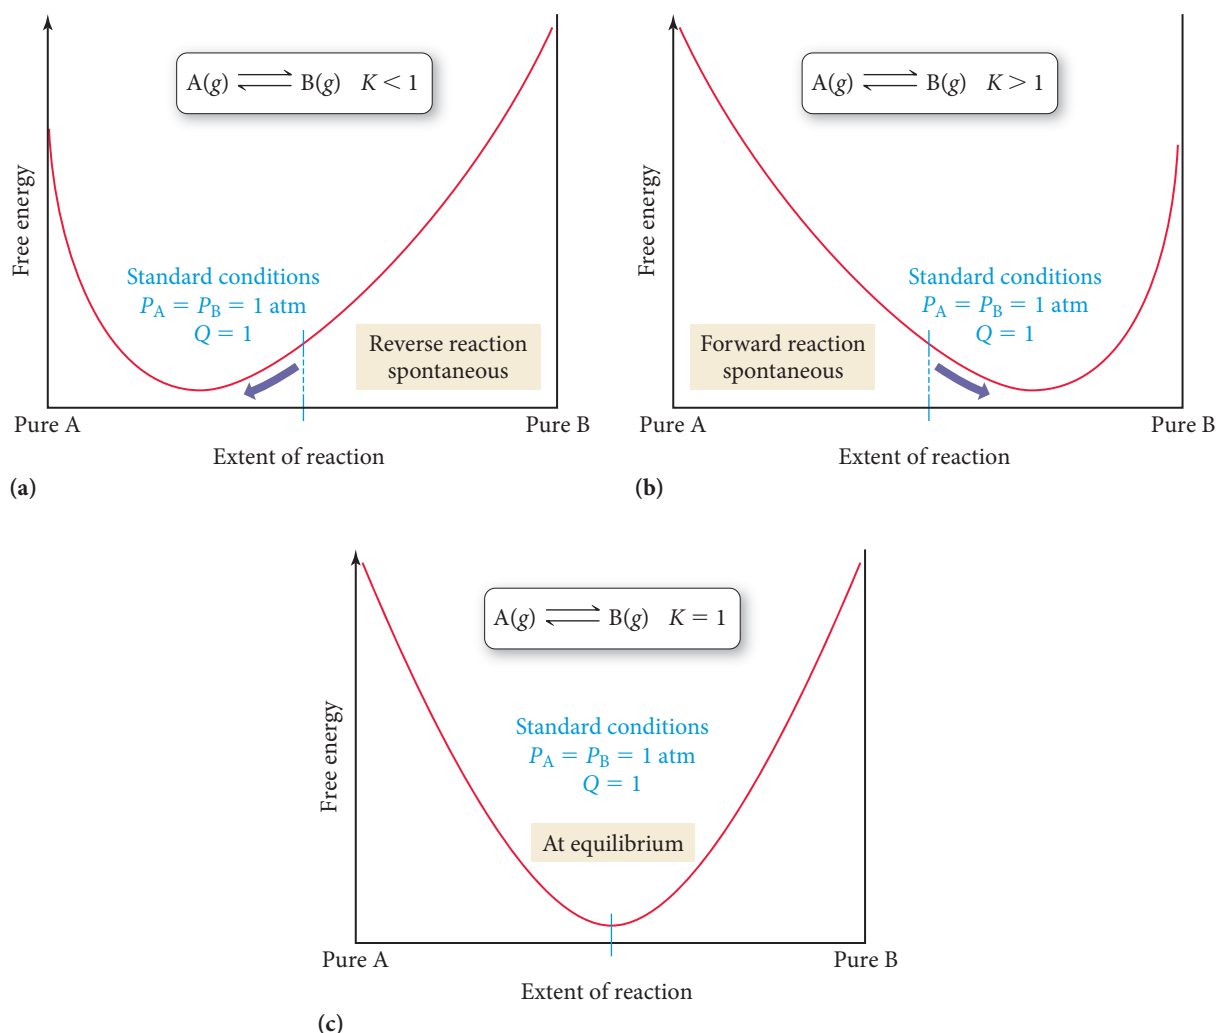 A(g) ⇌ B(g) K < 1
Free energy
Standard conditions
P_A = P_B = 1 atm
Q = 1
Reverse reaction
spontaneous
Pure A
Pure B
Extent of reaction
(a)
A(g) ⇌ B(g) K > 1
Free energy
Standard conditions
P_A = P_B = 1 atm
Q = 1
Forward reaction
spontaneous
Pure A
Pure B
Extent of reaction
(b)
A(g) ⇌ B(g) K = 1
Free energy
Standard conditions
P_A = P_B = 1 atm
Q = 1
At equilibrium
Pure A
Pure B
Extent of reaction
(c)